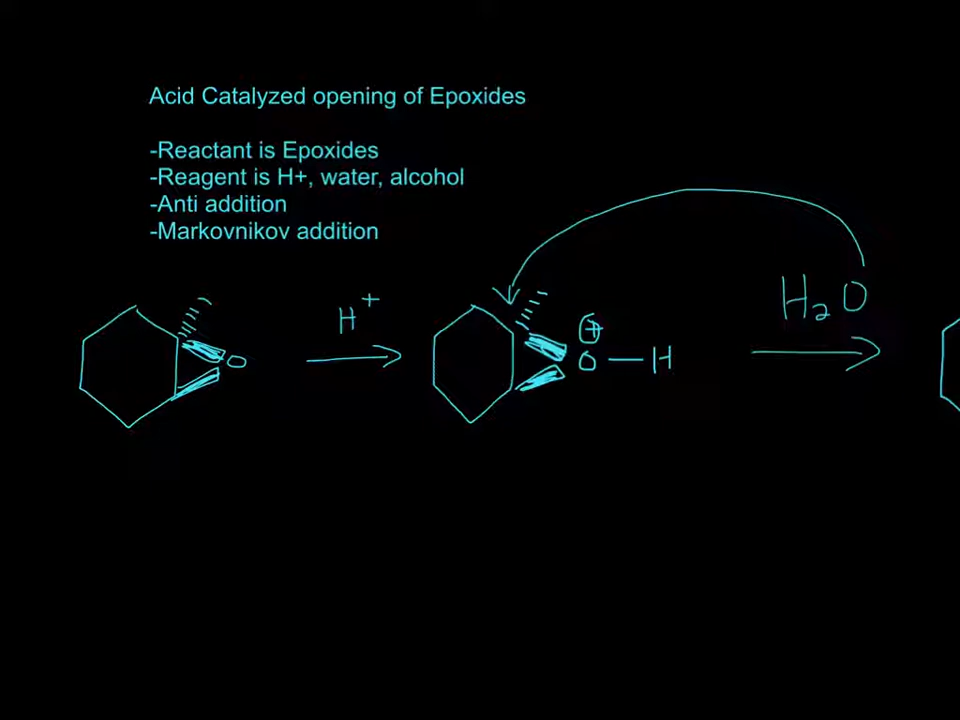 Acid Catalyzed opening of Epoxides
-Reactant is Epoxides
-Reagent is H+, water, alcohol
-Anti addition
-Markovnikov addition
O
H+
+
O—H
H2O